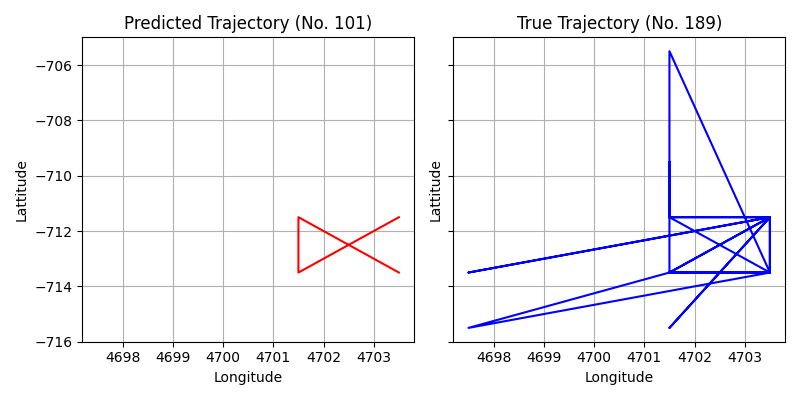 Predicted Trajectory (No. 101)
True Trajectory (No. 189)
Lattitude
−706
−708
−710
−712
−714
−716
4698 4699 4700 4701 4702 4703
Longitude
Lattitude
4698 4699 4700 4701 4702 4703
Longitude